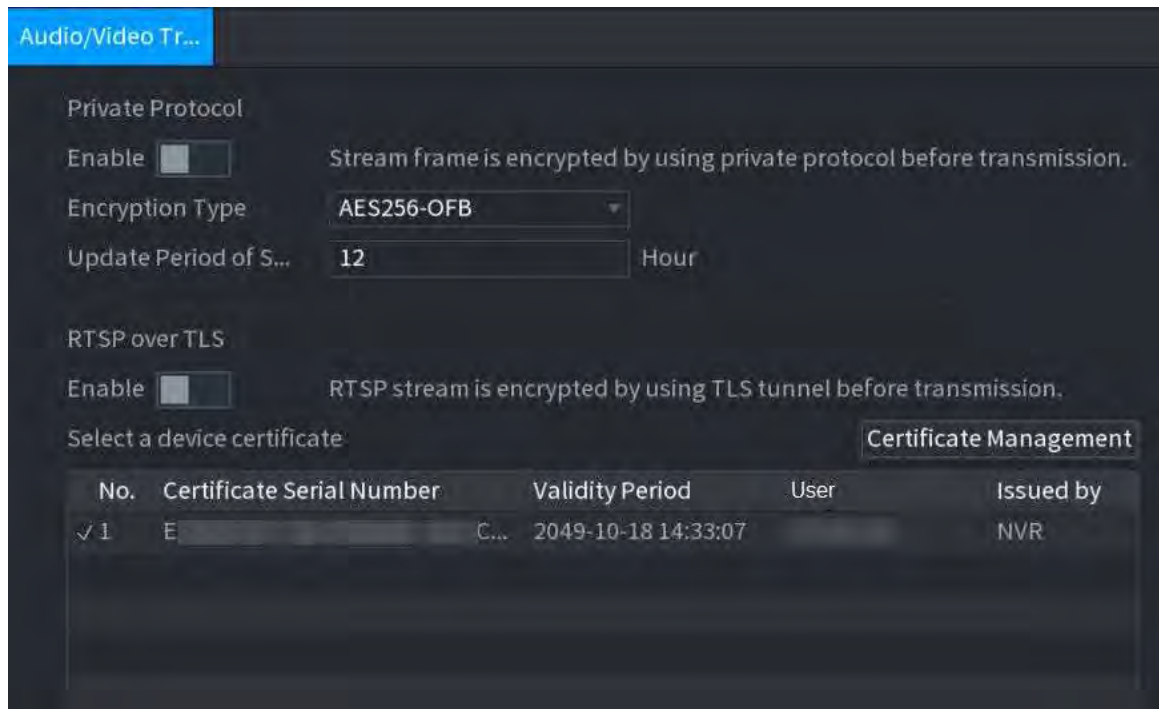 Audio/Video Tr...
Private Protocol
Enable Stream frame is encrypted by using private protocol before transmission.
Encryption Type AES256-OFB
Update Period of S... 12 Hour
RTSP over TLS
Enable RTSP stream is encrypted by using TLS tunnel before transmission.
Select a device certificate Certificate Management
No. Certificate Serial Number Validity Period User Issued by
✓1 E C... 2049-10-18 14:33:07 NVR